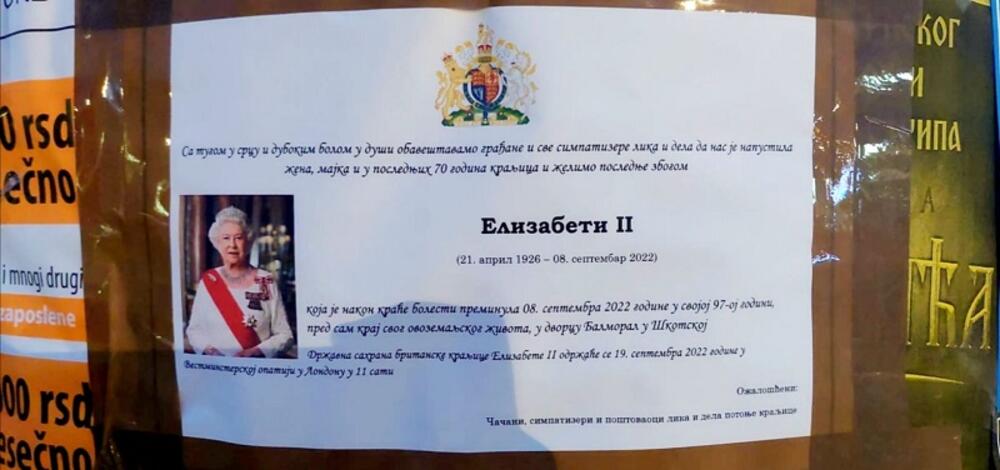 0 rsd
ečno
i mnogi drugi
zaposlene
00 rsd
esečno
Са тугом у срцу и дубоким болом у души обавештавамо грађане и све симпатизере лика и дела да нас је напустила
жена, мајка и у последњих 70 година краљица и желимо последње збогом
Елизабети II
(21. април 1926 – 08. септембар 2022)
која је након краће болести преминула 08. септембра 2022 године у својој 97-ој години,
пред сам крај свог овоземаљског живота, у дворцу Балморал у Шкотској
Државна сахрана британске краљице Елизабете II одржаће се 19. септембра 2022 године у
Вестминстерској опатији у Лондону у 11 сати
Ожалошћени:
Чачани, симпатизери и поштоваоци лика и дела потоње краљице
КОГ
И
ИПА
А
ЋА